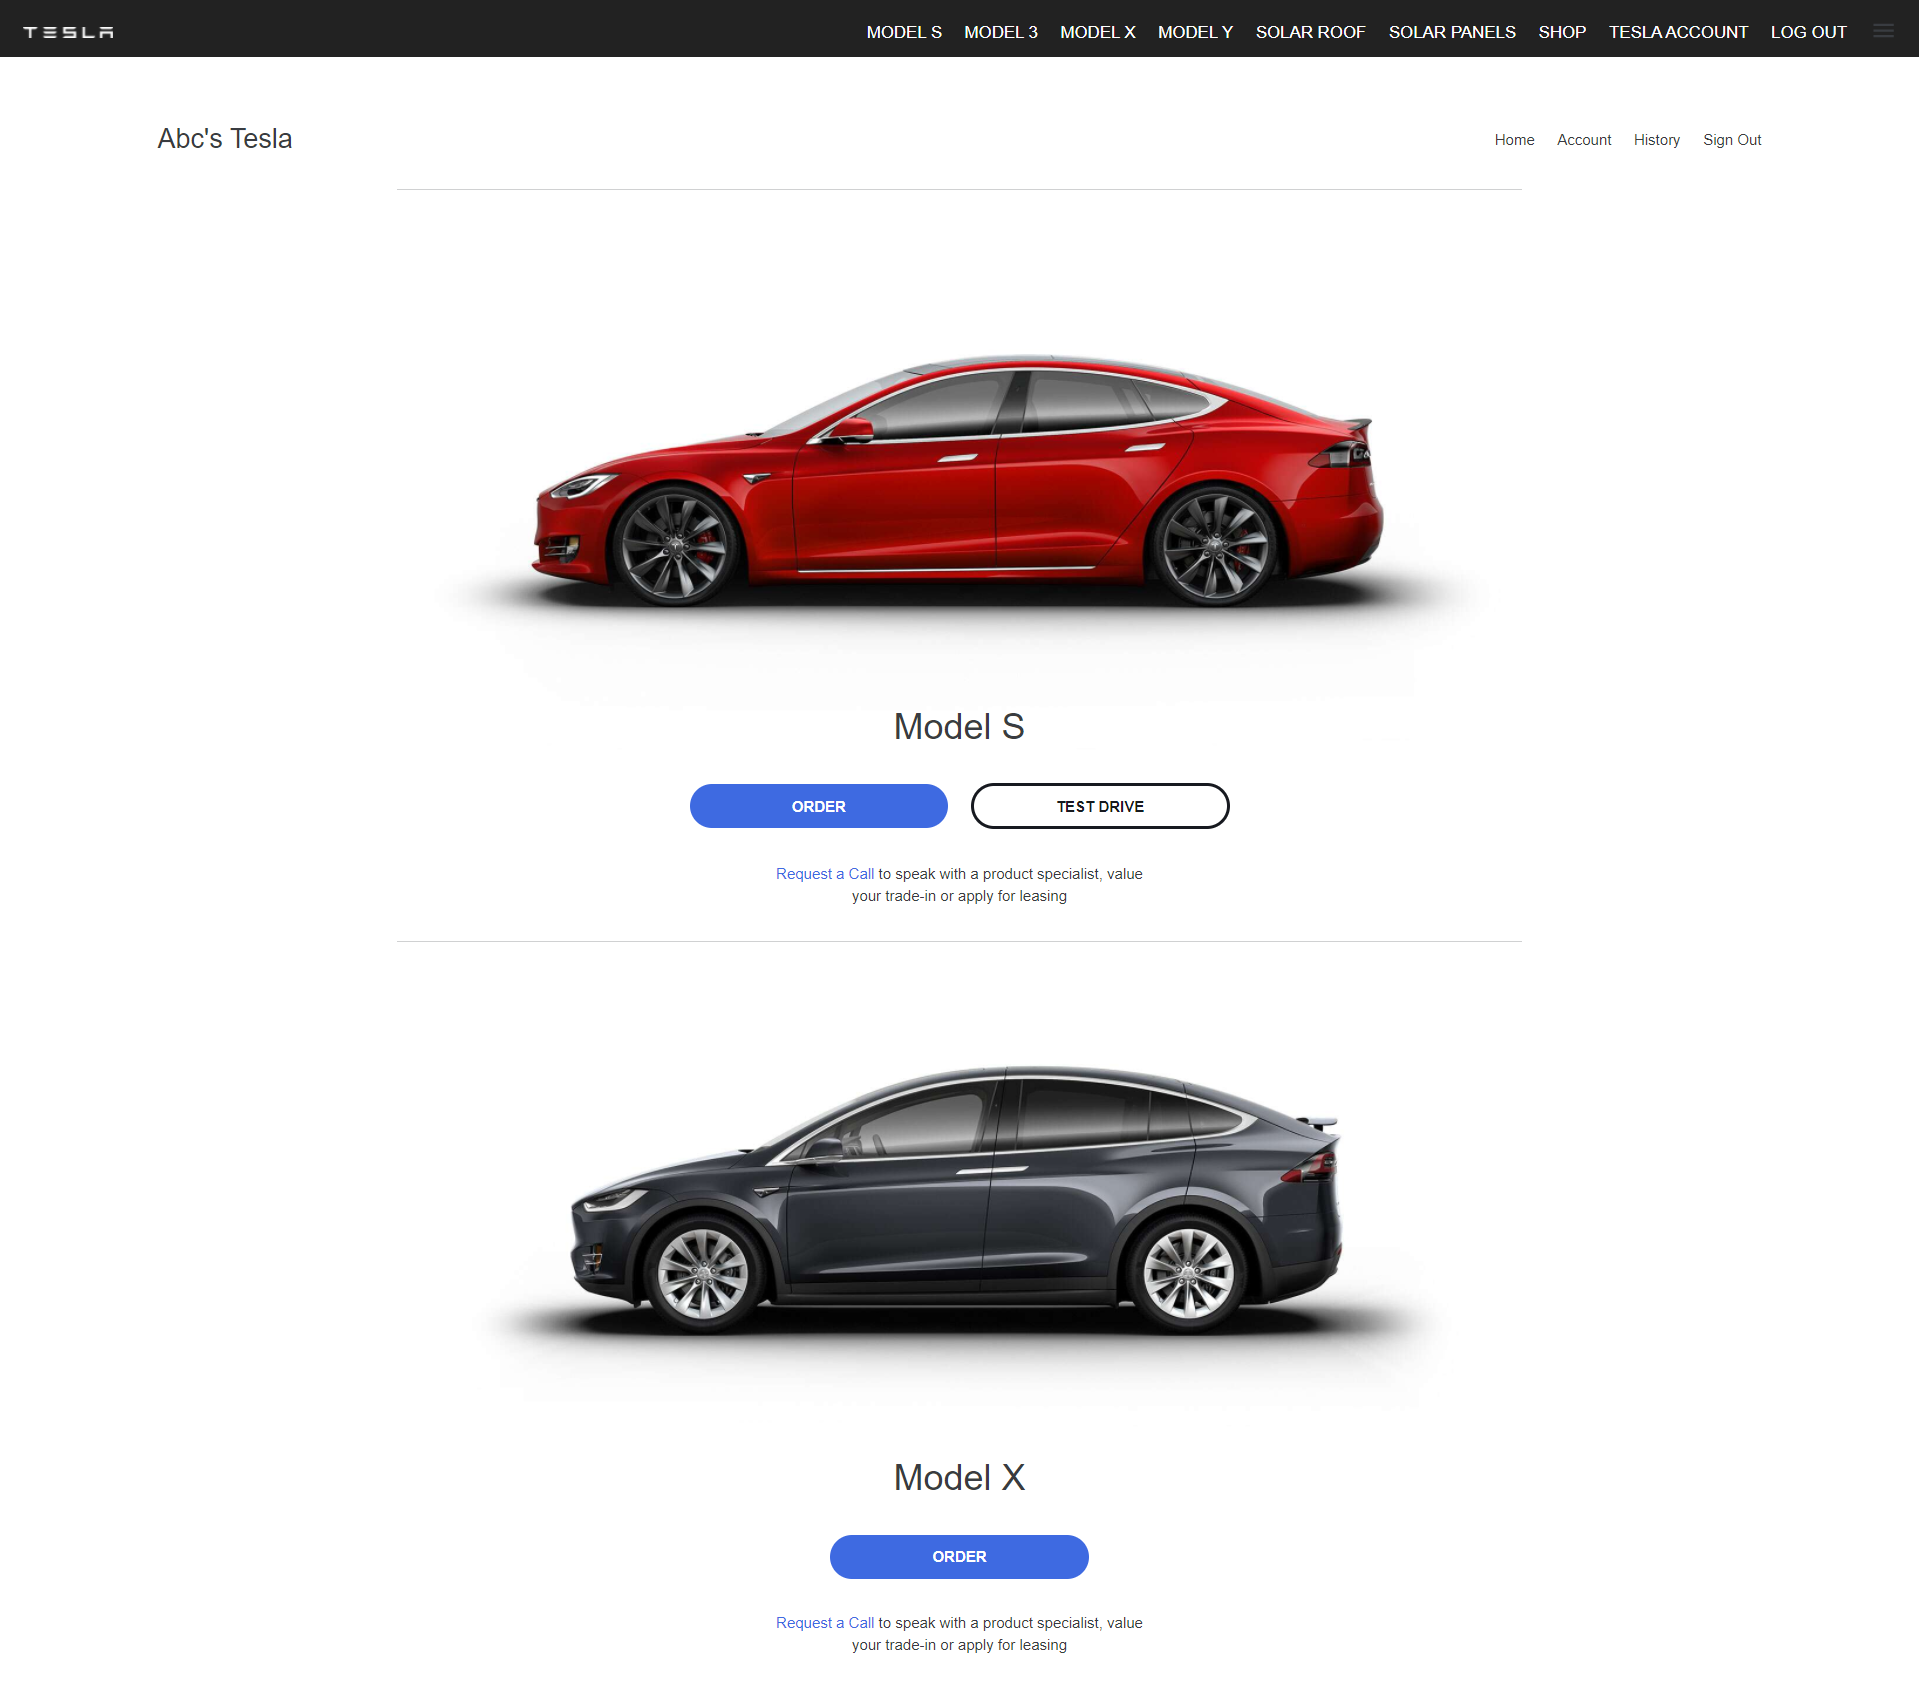 TESLA
MODEL S MODEL 3 MODEL X MODEL Y SOLAR ROOF SOLAR PANELS SHOP TESLA ACCOUNT LOG OUT
Abc's Tesla
Home Account History Sign Out
Model S
ORDER TEST DRIVE
Request a Call to speak with a product specialist, value
your trade-in or apply for leasing
Model X
ORDER
Request a Call to speak with a product specialist, value
your trade-in or apply for leasing